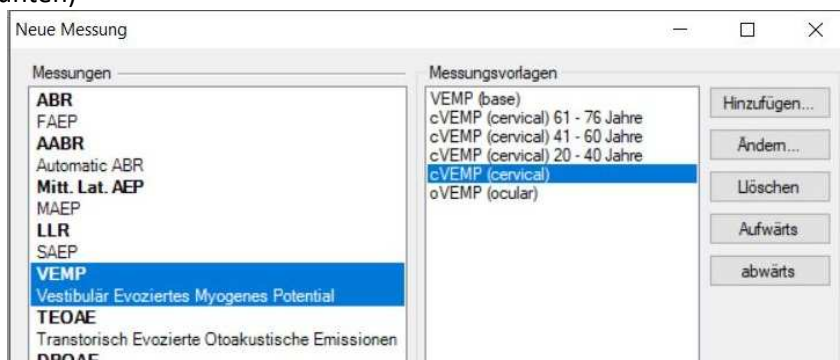 Neue Messung
Messungen
ABR
FAEP
AABR
Automatic ABR
Mitt. Lat. AEP
MAEP
LLR
SAEP
VEMP
Vestibulär Evoziertes Myogenes Potential
TEOAE
Transtorisch Evozierte Otoakustische Emissionen
Messungsvorlagen
VEMP (base)
cVEMP (cervical) 61 - 76 Jahre
cVEMP (cervical) 41 - 60 Jahre
cVEMP (cervical) 20 - 40 Jahre
cVEMP (cervical)
oVEMP (ocular)
Hinzufügen...
Ändern...
Llöschen
Aufwärts
abwärts